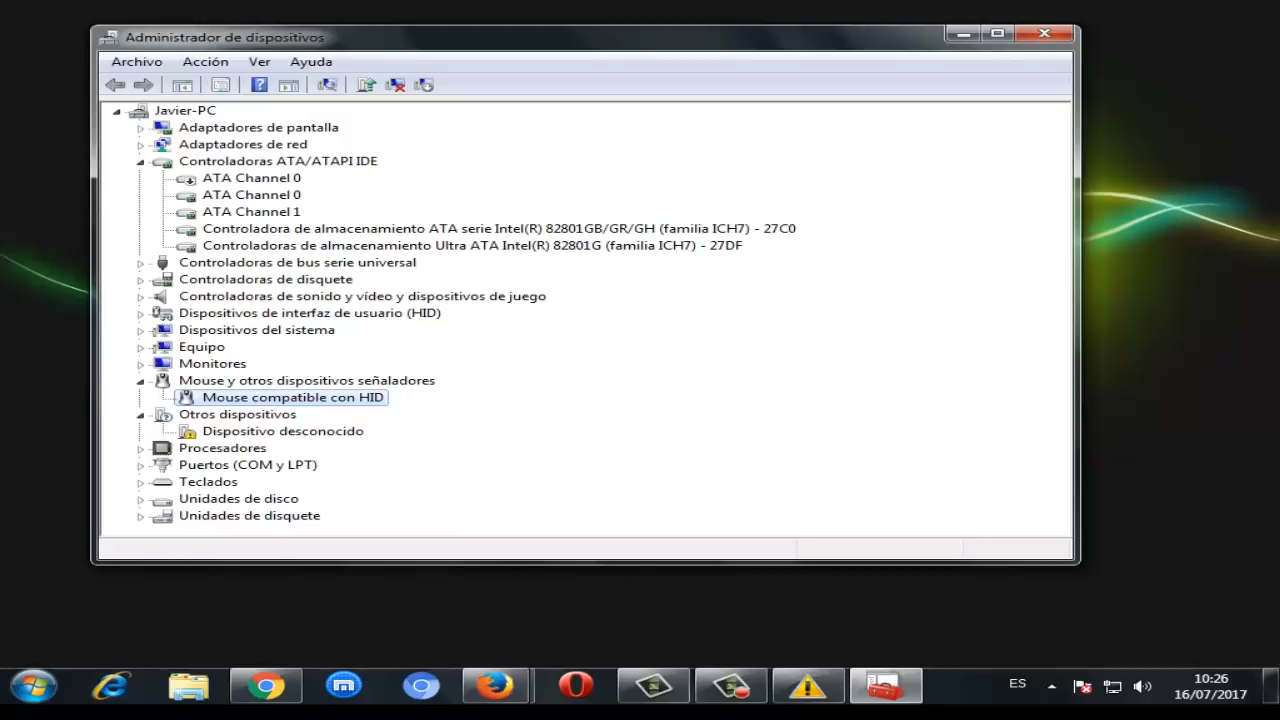 Administrador de dispositivos
Archivo Acción Ver Ayuda
Javier-PC
Adaptadores de pantalla
Adaptadores de red
Controladoras ATA/ATAPI IDE
ATA Channel 0
ATA Channel 0
ATA Channel 1
Controladora de almacenamiento ATA serie Intel(R) 82801GB/GR/GH (familia ICH7) - 27C0
Controladoras de almacenamiento Ultra ATA Intel(R) 82801G (familia ICH7) - 27DF
Controladoras de bus serie universal
Controladoras de disquete
Controladoras de sonido y vídeo y dispositivos de juego
Dispositivos de interfaz de usuario (HID)
Dispositivos del sistema
Equipo
Monitores
Mouse y otros dispositivos señaladores
Mouse compatible con HID
Otros dispositivos
Dispositivo desconocido
Procesadores
Puertos (COM y LPT)
Teclados
Unidades de disco
Unidades de disquete
ES
10:26
16/07/2017